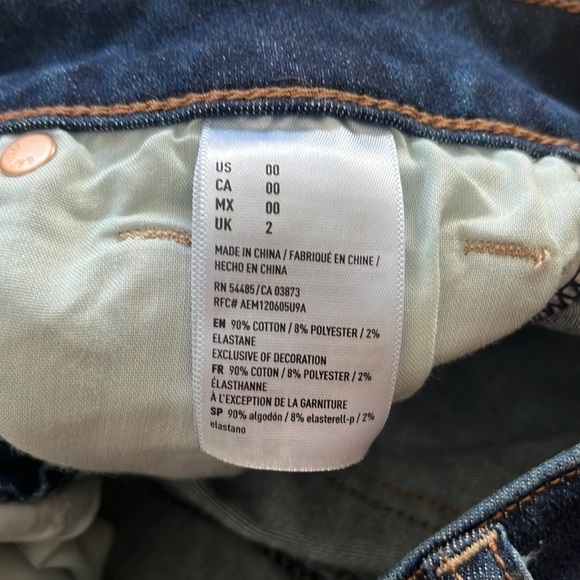 US 00
CA 00
MX 00
UK 2
MADE IN CHINA / FABRIQUÉ EN CHINE /
HECHO EN CHINA
RN 54485/CA 03873
RFC# AEM120605U9A
EN 90% COTTON / 8% POLYESTER / 2%
ELASTANE
EXCLUSIVE OF DECORATION
FR 90% COTON / 8% POLYESTER / 2%
ÉLASTHANNE
À L'EXCEPTION DE LA GARNITURE
SP 90% algodón / 8% elasterell-p / 2%
elastano